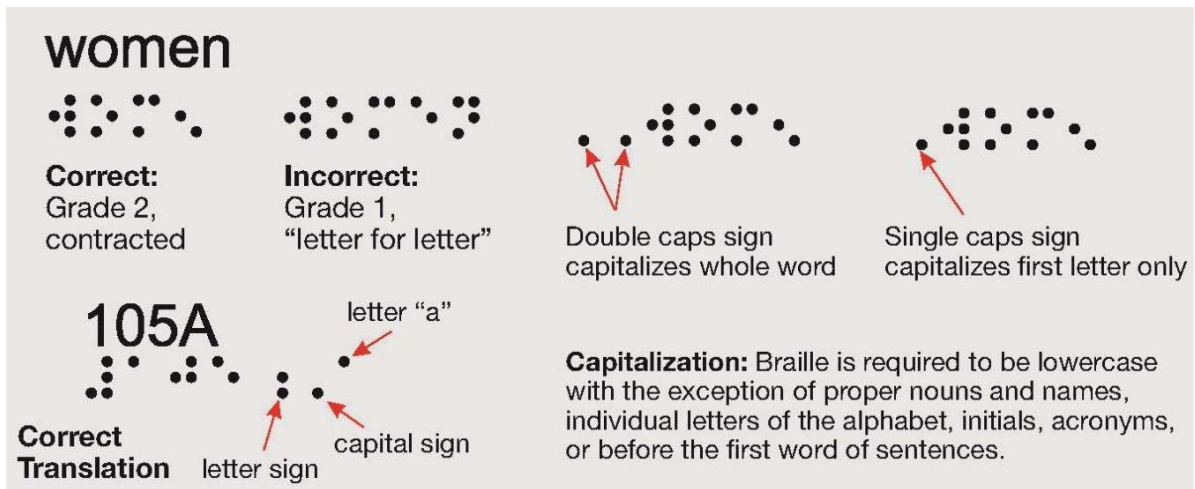 women
⠺⠕⠍⠢
⠺⠕⠍⠑⠝
⠠⠠⠺⠕⠍⠢
⠠⠺⠕⠍⠢
Correct:
Grade 2,
contracted
Incorrect:
Grade 1,
“letter for letter”
Double caps sign
capitalizes whole word
Single caps sign
capitalizes first letter only
105A
⠼⠁⠚⠑⠰⠠⠁
letter “a”
letter sign
capital sign
Correct
Translation
Capitalization: Braille is required to be lowercase
with the exception of proper nouns and names,
individual letters of the alphabet, initials, acronyms,
or before the first word of sentences.